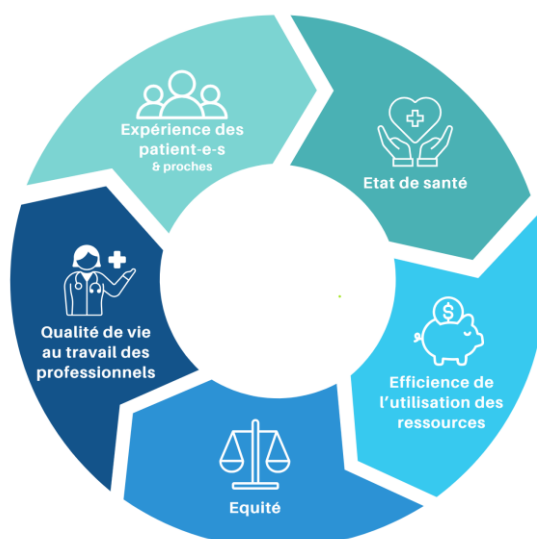 Expérience des
patient-e-s
& proches
Etat de santé
Efficience de
l'utilisation des
ressources
Equité
Qualité de vie
au travail des
professionnels
$